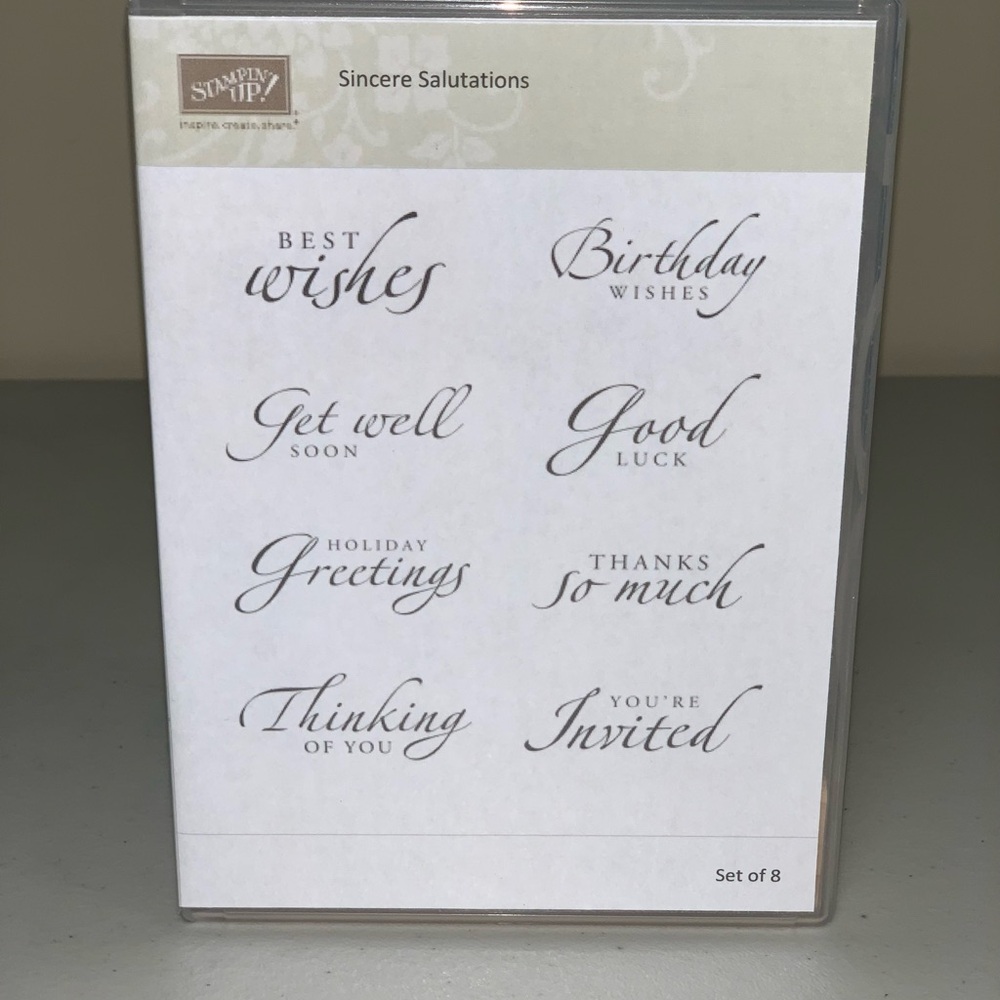 STAMPIN' UP!
inspire. create. share.
Sincere Salutations
BEST
wishes
Birthday
WISHES
Get well
SOON
Good
LUCK
HOLIDAY
Greetings
THANKS
so much
Thinking
OF YOU
YOU'RE
Invited
Set of 8